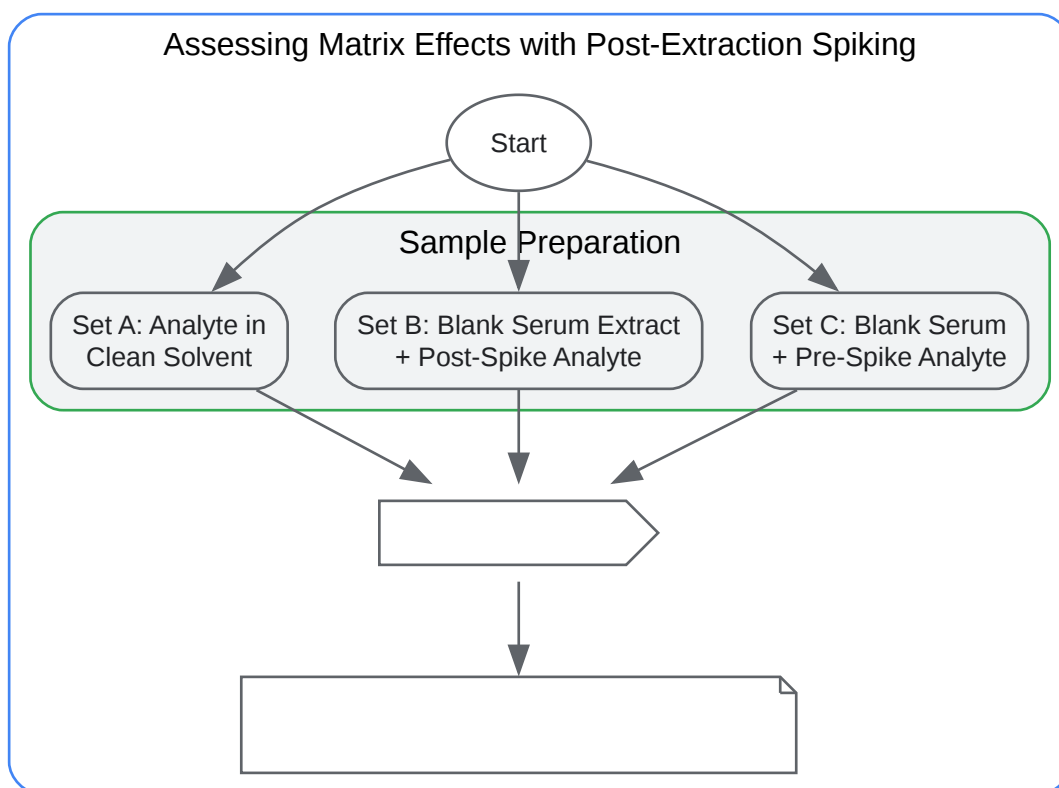 Assessing Matrix Effects with Post-Extraction Spiking
Start
Sample Preparation
Set A: Analyte in
Clean Solvent
Set B: Blank Serum Extract
+ Post-Spike Analyte
Set C: Blank Serum
+ Pre-Spike Analyte